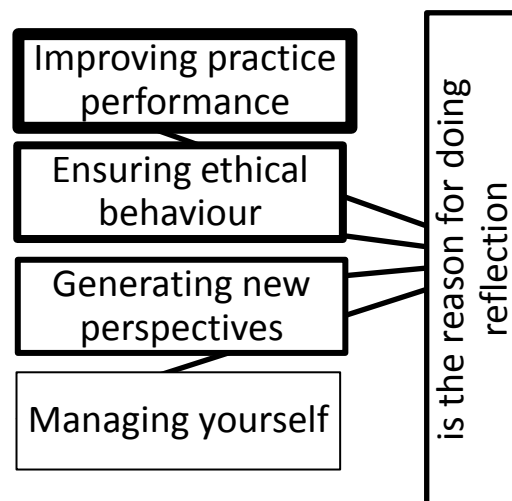 Improving practice
performance
Ensuring ethical
behaviour
Generating new
perspectives
Managing yourself
is the reason for doing
reflection